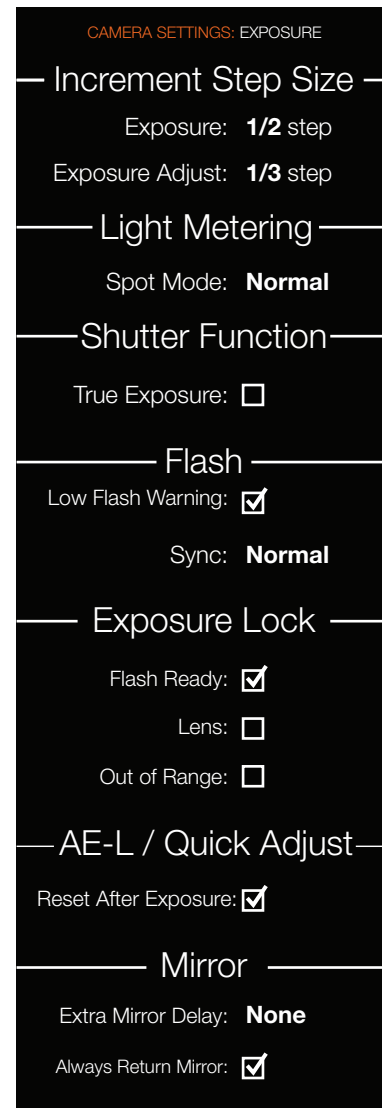 CAMERA SETTINGS: EXPOSURE
Increment Step Size
Exposure: 1/2 step
Exposure Adjust: 1/3 step
Light Metering
Spot Mode: Normal
Shutter Function
True Exposure:
Flash
Low Flash Warning:
Sync: Normal
Exposure Lock
Flash Ready:
Lens:
Out of Range:
AE-L / Quick Adjust
Reset After Exposure:
Mirror
Extra Mirror Delay: None
Always Return Mirror: